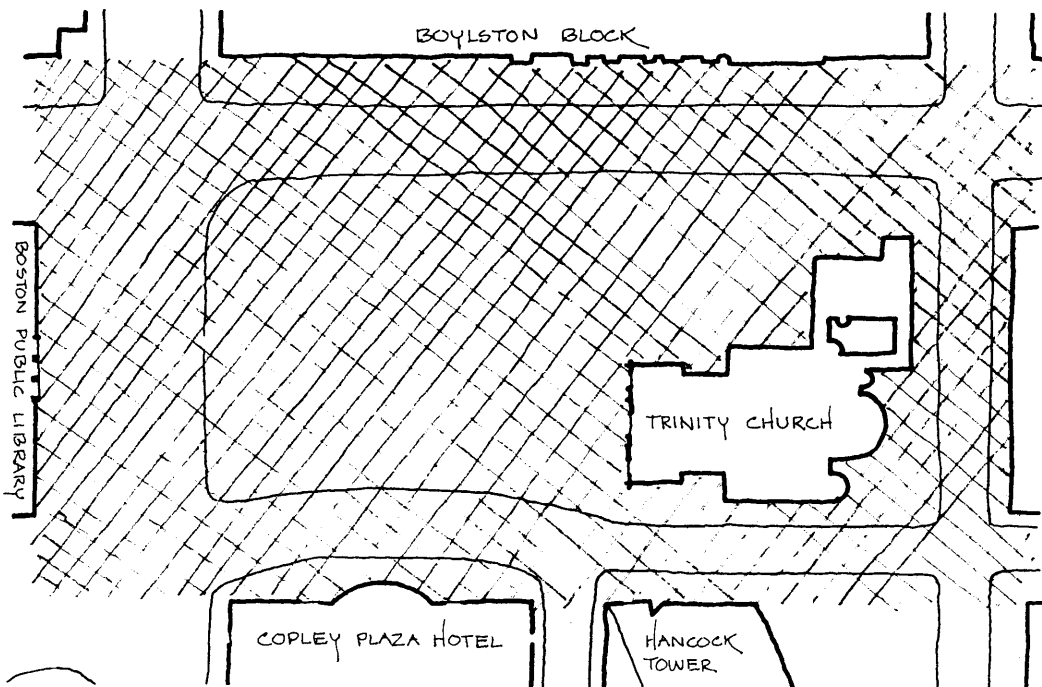 BOYLSTON BLOCK
BOSTON PUBLIC LIBRARY
TRINITY CHURCH
COPLEY PLAZA HOTEL
HANCOCK
TOWER